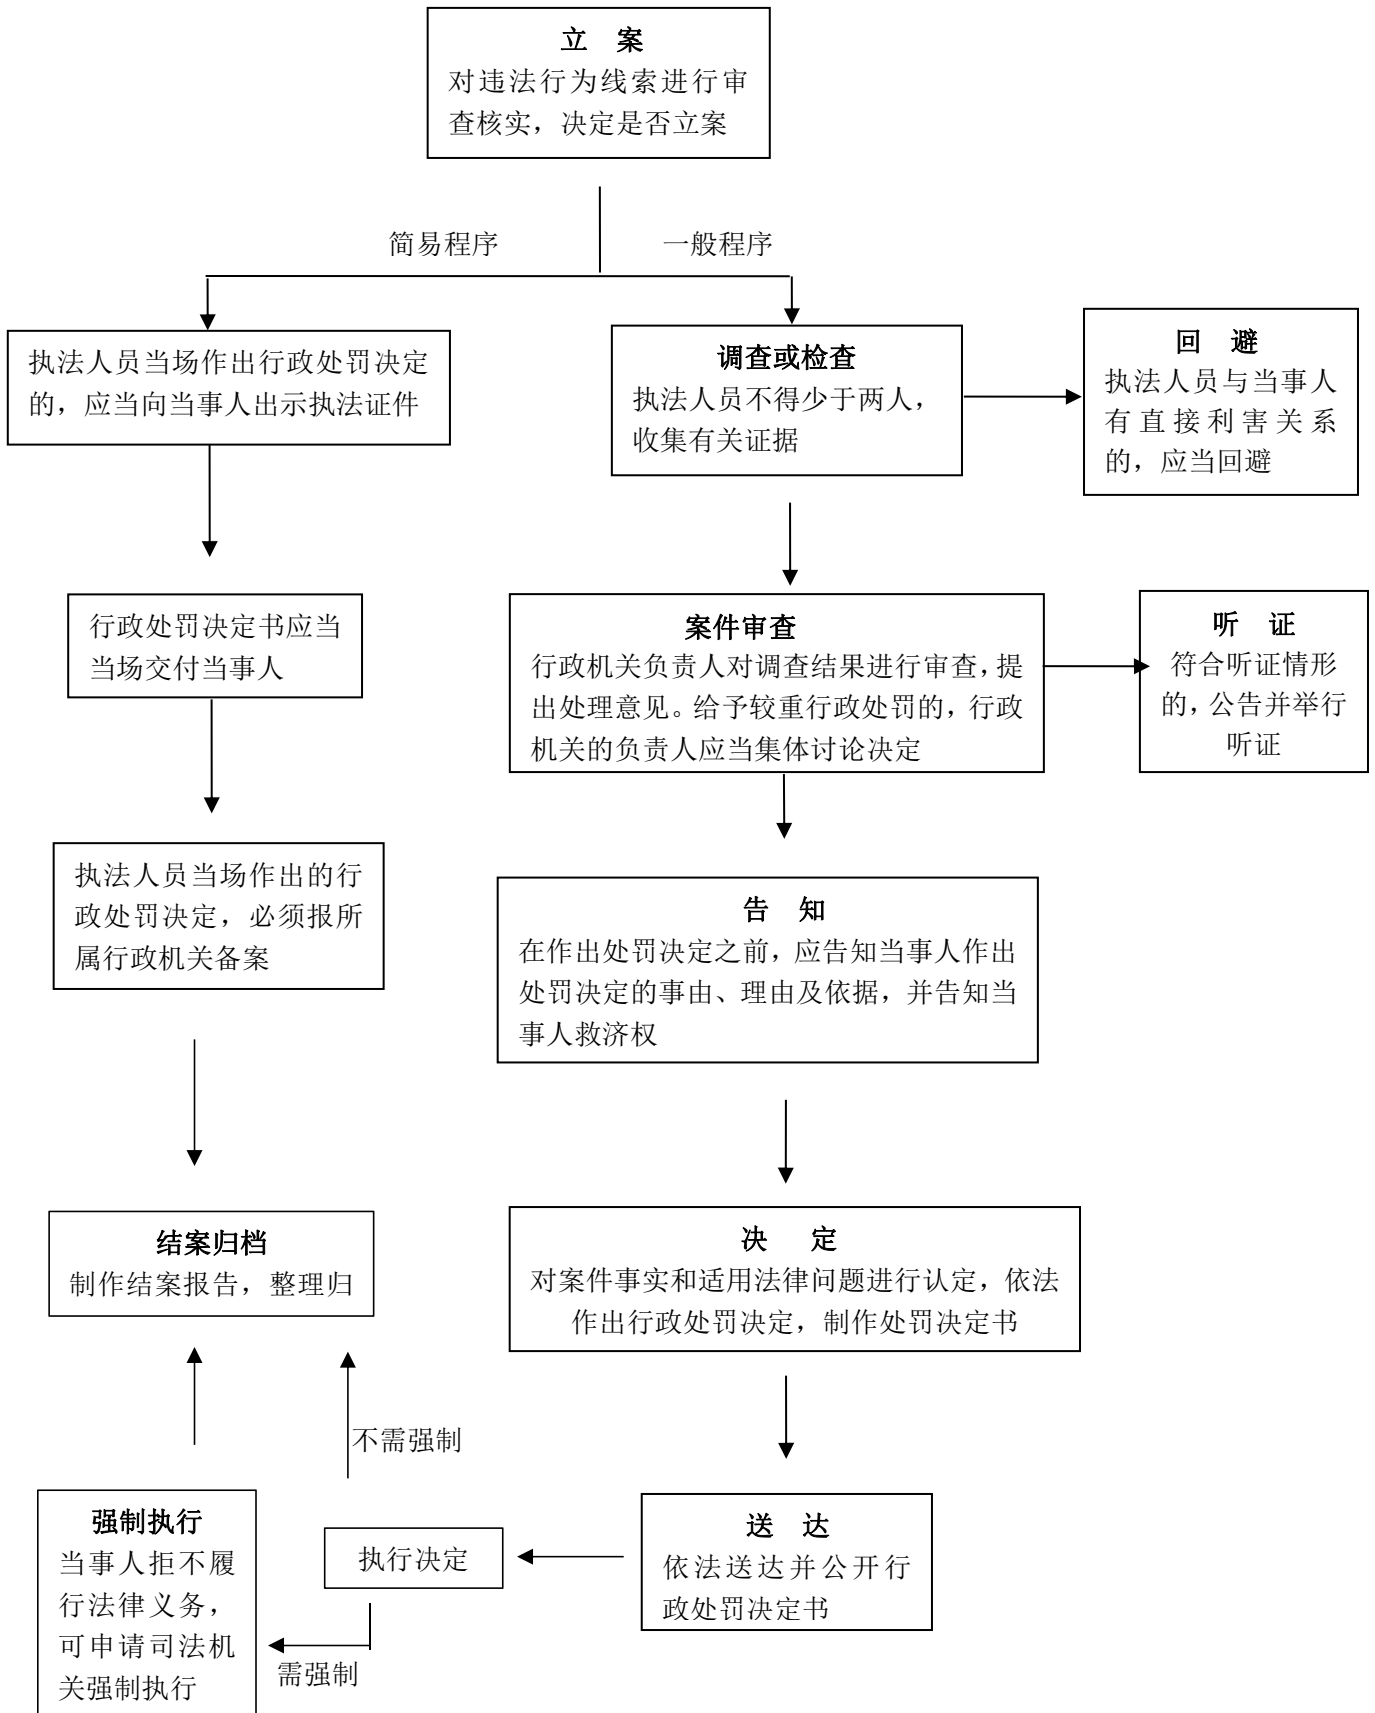 立 案
对违法行为线索进行审
查核实，决定是否立案
简易程序
一般程序
执法人员当场作出行政处罚决定
的，应当向当事人出示执法证件
调查或检查
执法人员不得少于两人，
收集有关证据
回 避
执法人员与当事人
有直接利害关系
的，应当回避
行政处罚决定书应当
当场交付当事人
案件审查
行政机关负责人对调查结果进行审查，提
出处理意见。给予较重行政处罚的，行政
机关的负责人应当集体讨论决定
听 证
符合听证情形
的，公告并举行
听证
执法人员当场作出的行
政处罚决定，必须报所
属行政机关备案
告 知
在作出处罚决定之前，应告知当事人作出
处罚决定的事由、理由及依据，并告知当
事人救济权
结案归档
制作结案报告，整理归
决 定
对案件事实和适用法律问题进行认定，依法
作出行政处罚决定，制作处罚决定书
不需强制
强制执行
当事人拒不履
行法律义务，
可申请司法机
关强制执行
执行决定
需强制
送 达
依法送达并公开行
政处罚决定书